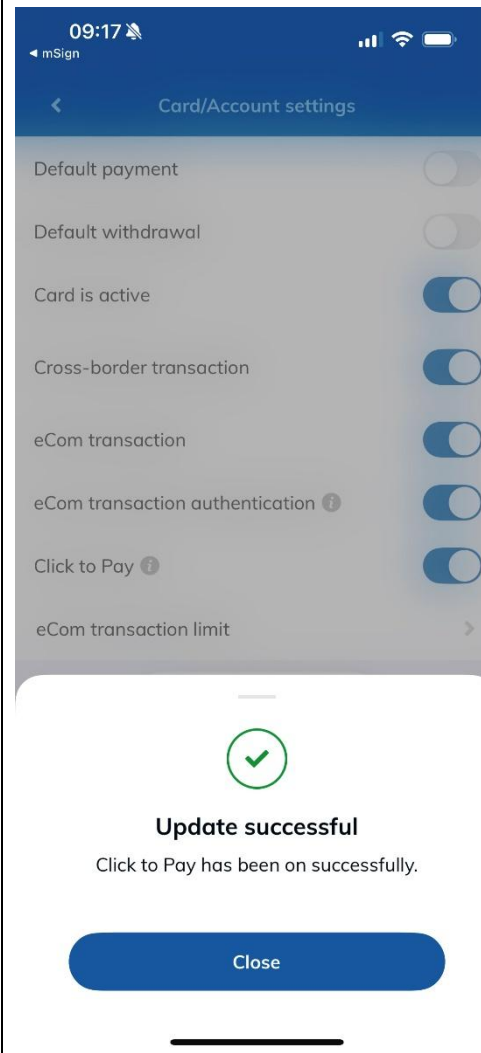 09:17
◀ mSign
Card/Account settings
Default payment
Default withdrawal
Card is active
Cross-border transaction
eCom transaction
eCom transaction authentication
Click to Pay
eCom transaction limit
Update successful
Click to Pay has been on successfully.
Close